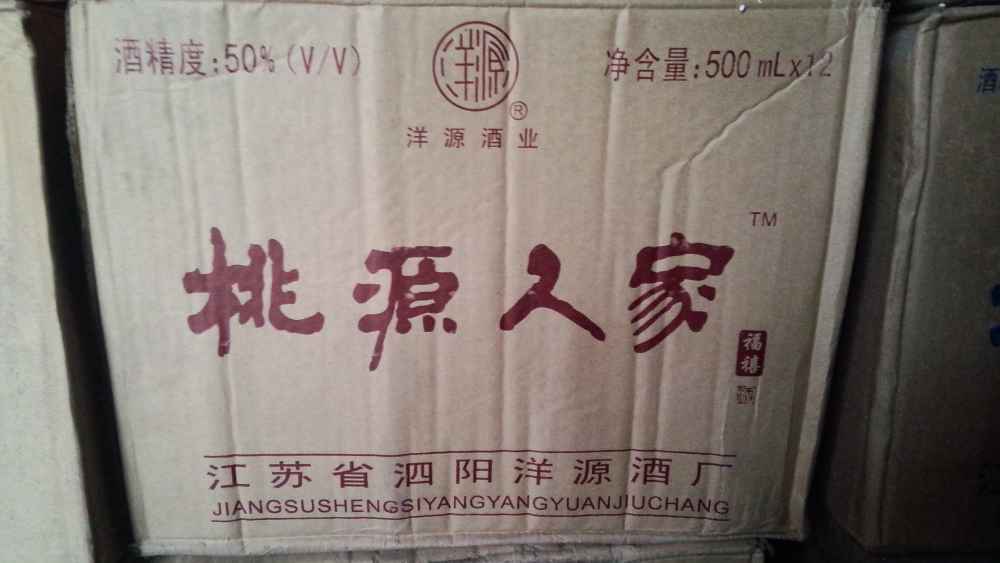 酒精度:50%(V/V)
洋源
®
净含量:500mLx12
洋源酒业
TM
桃源人家
福
禧
江苏省泗阳洋源酒厂
JIANGSUSHENGSIYANGYANGYUANJIUCHANG
酒